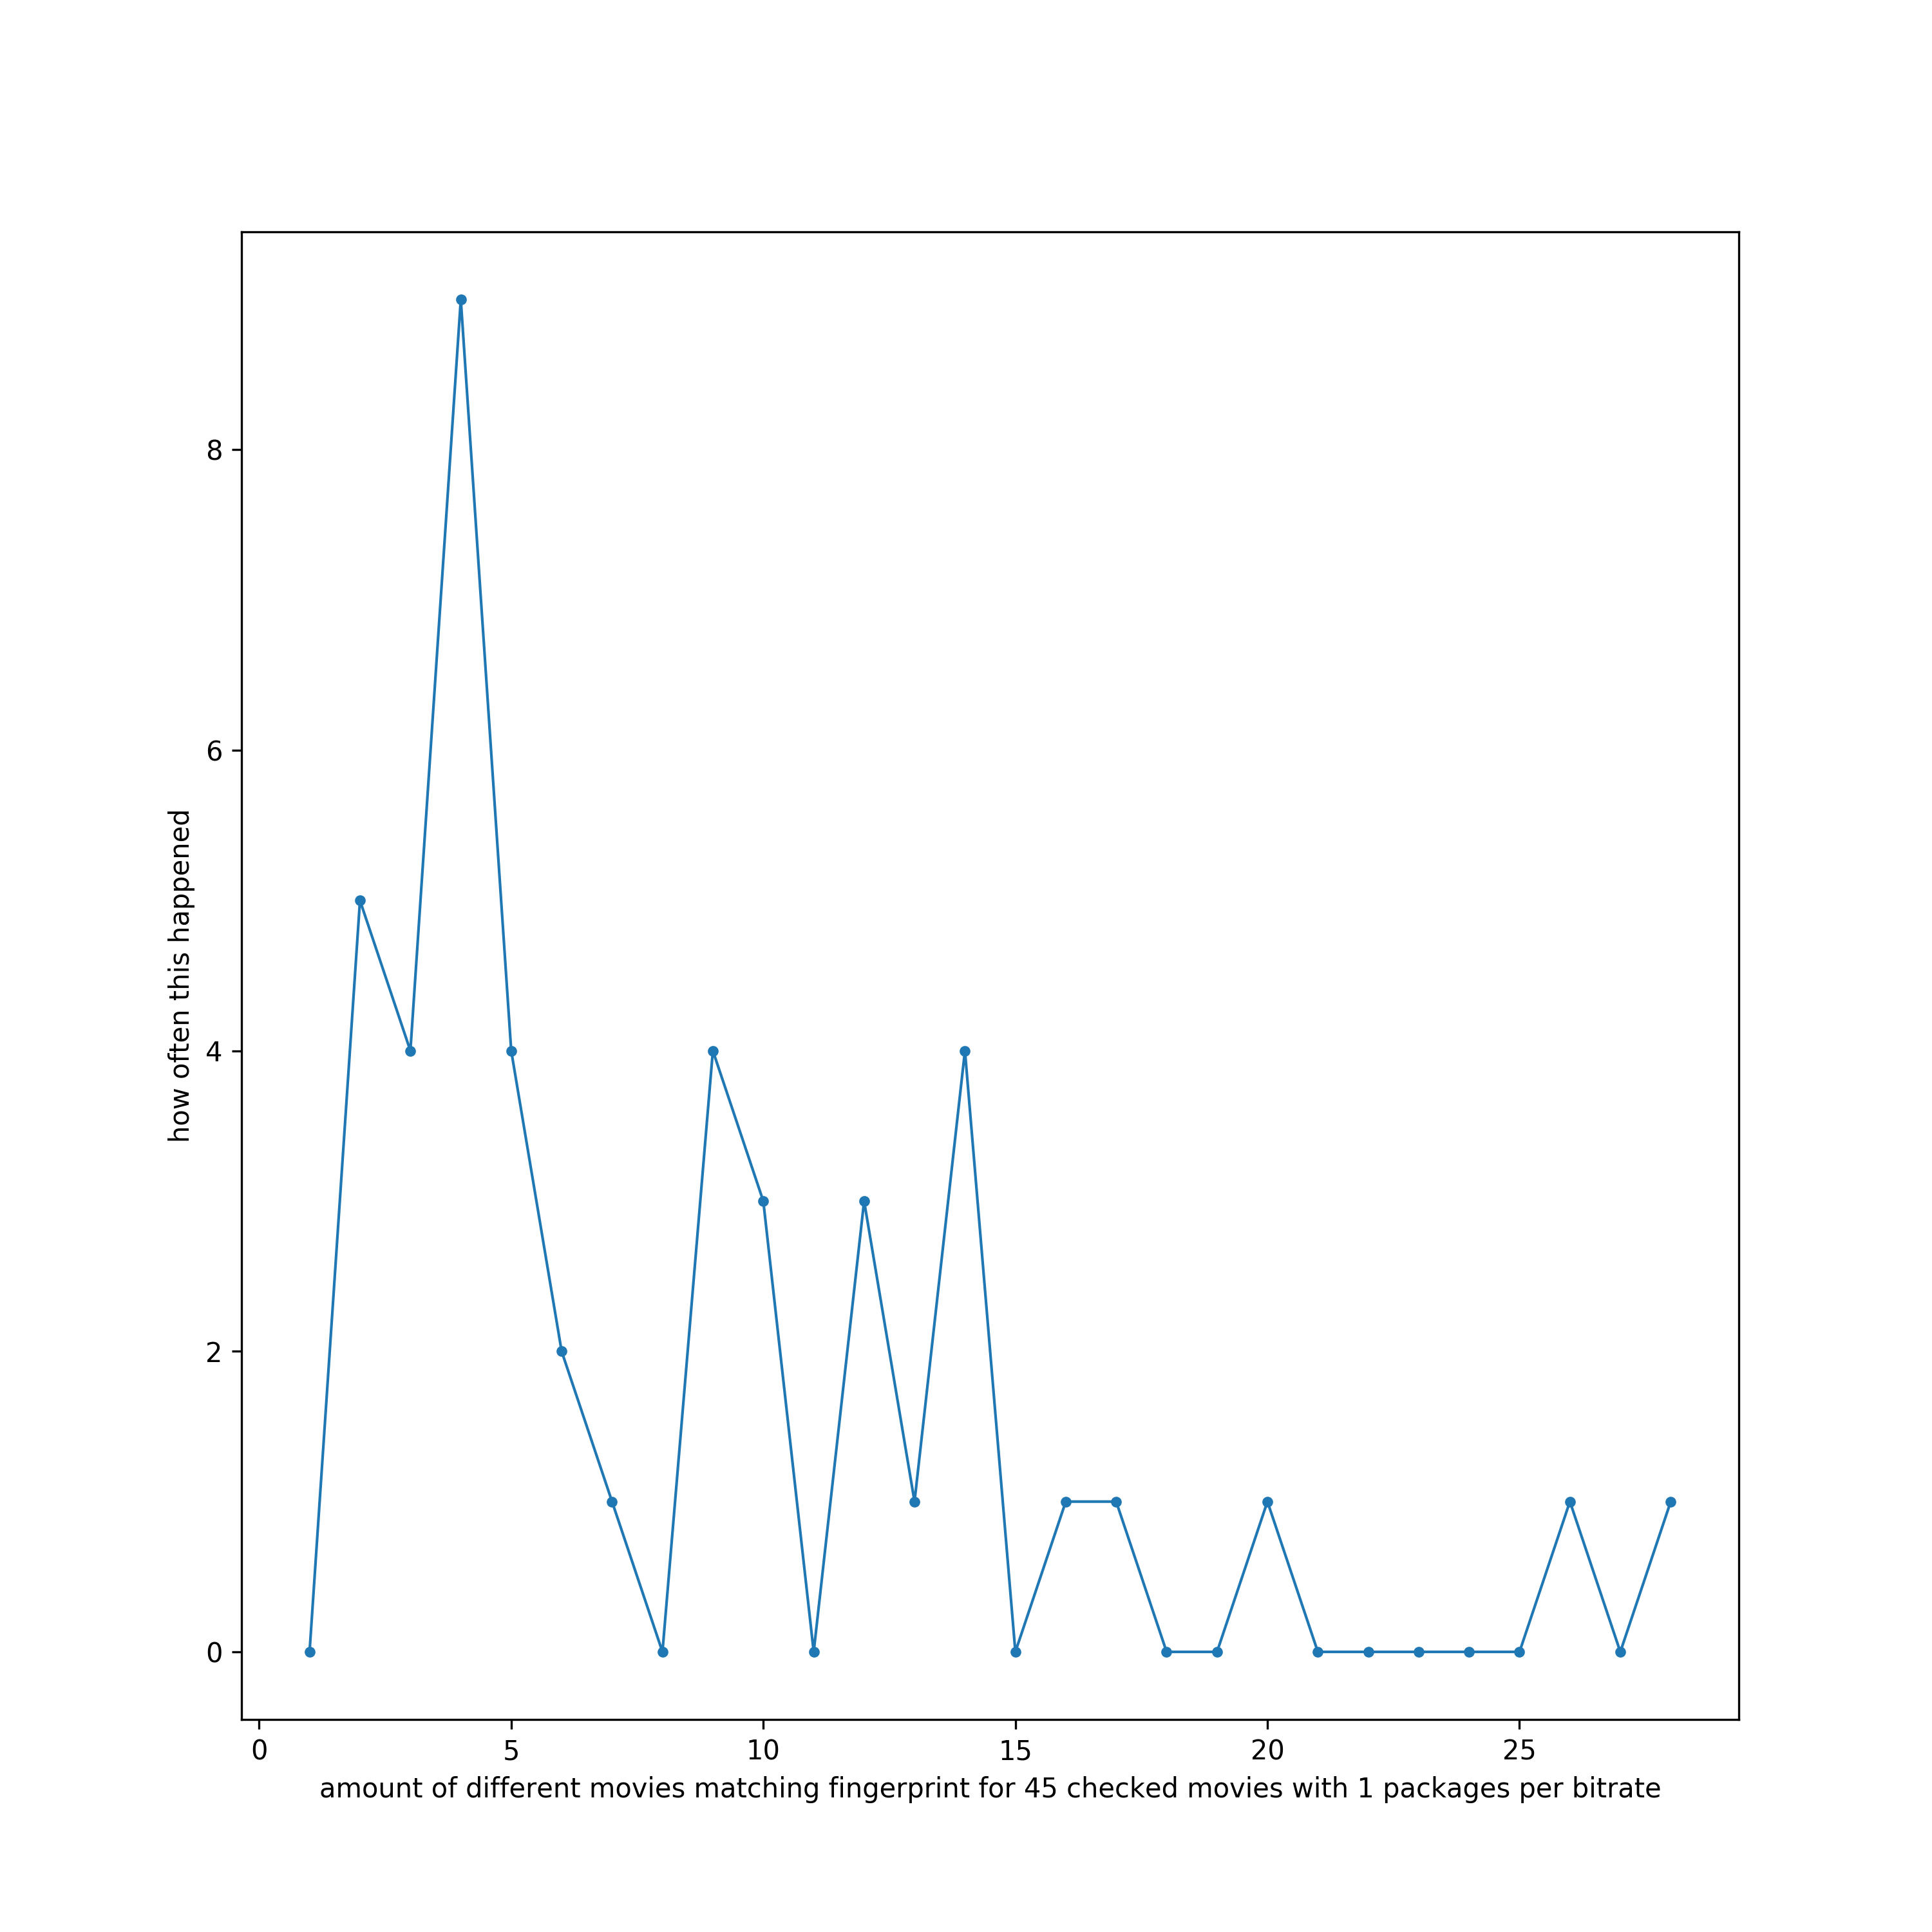 8
6
4
2
0
how often this happened
0 5 10 15 20 25
amount of different movies matching fingerprint for 45 checked movies with 1 packages per bitrate